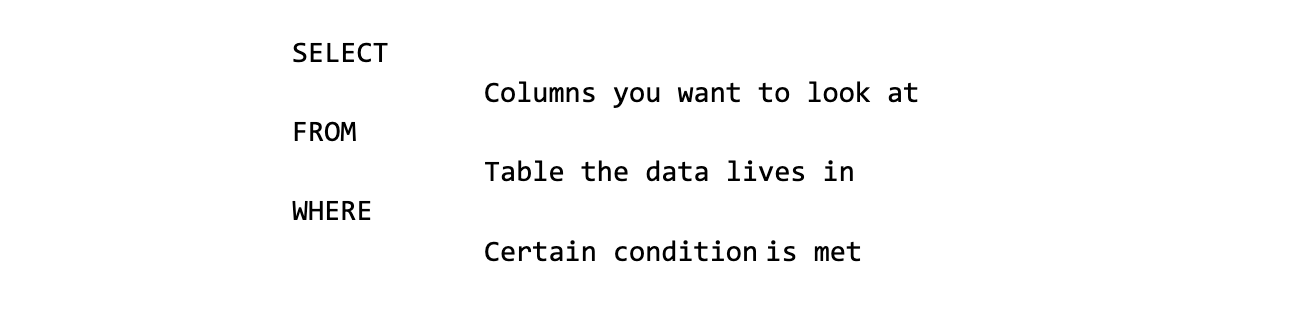 SELECT
Columns you want to look at
FROM
Table the data lives in
WHERE
Certain condition is met